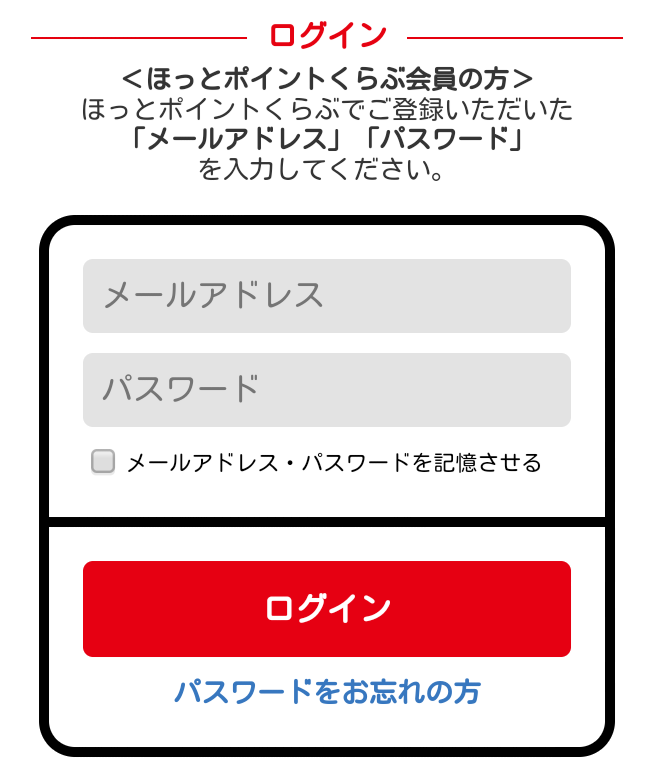 ログイン
＜ほっとポイントくらぶ会員の方＞
ほっとポイントくらぶでご登録いただいた
「メールアドレス」「パスワード」
を入力してください。
メールアドレス
パスワード
メールアドレス・パスワードを記憶させる
ログイン
パスワードをお忘れの方